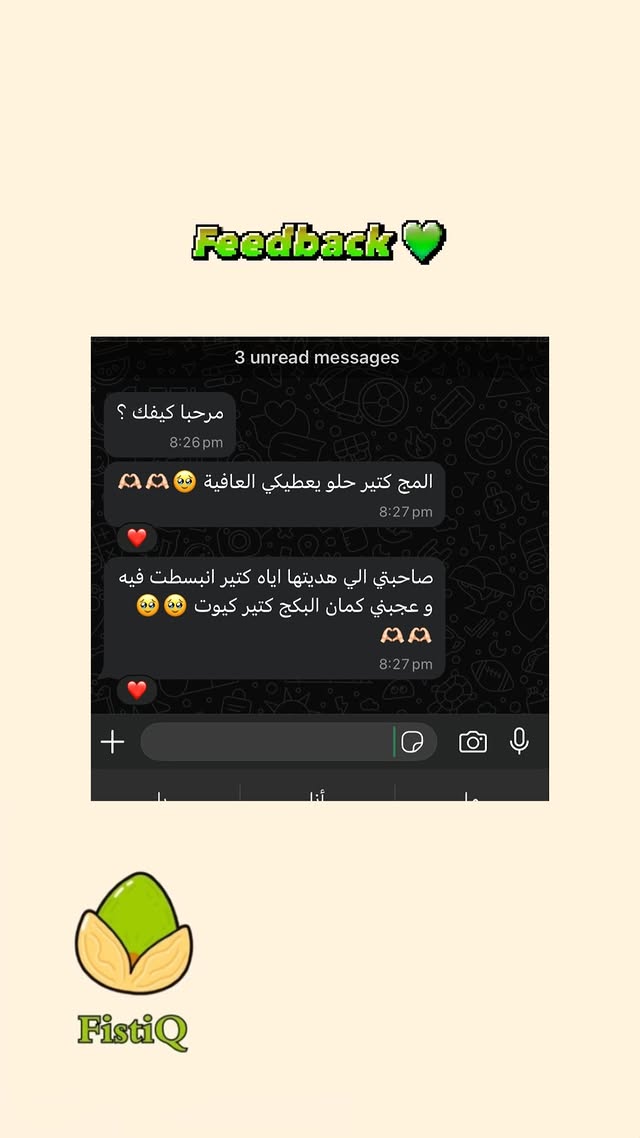 Feedback💚
3 unread messages
مرحبا كيفك ؟
8:26 pm
المج كتير حلو يعطيكي العافية 🥹🫶🏻🫶🏻
8:27 pm
صاحبتي الي هديتها اياه كتير انبسطت فيه
و عجبني كمان البكج كتير كيوت 🥹🥹
🫶🏻🫶🏻
8:27 pm
أنا
FistiQ